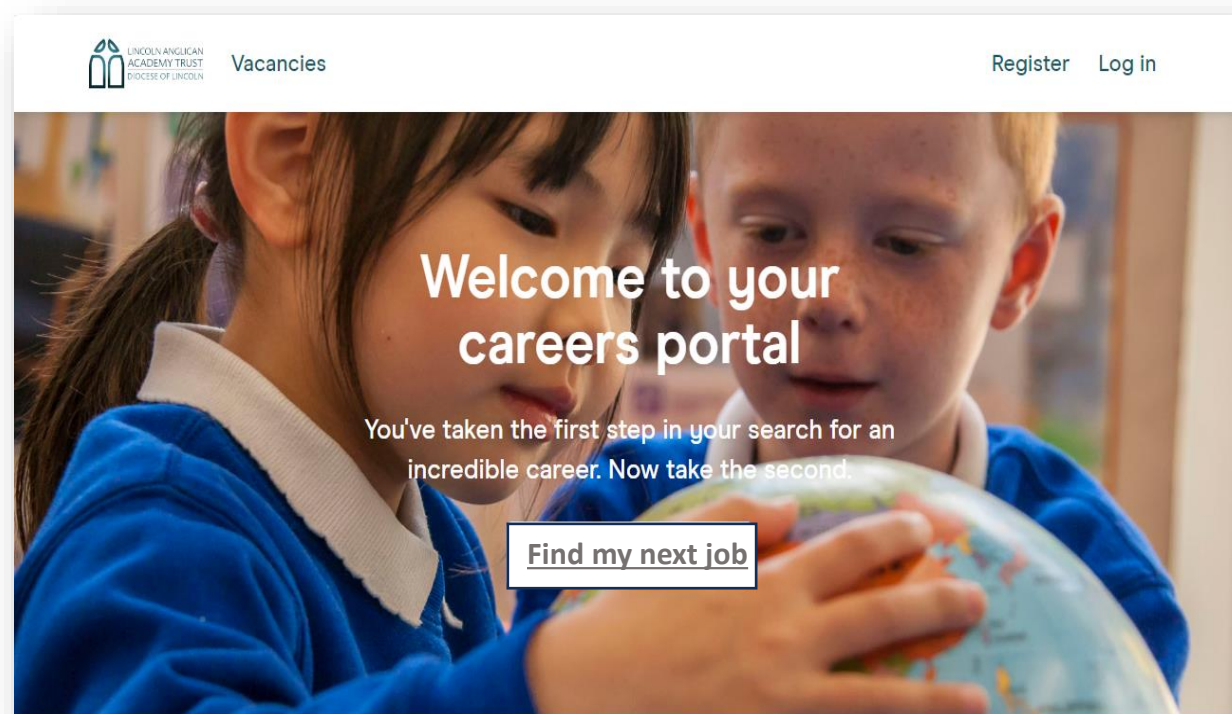 LINCOLN ANGLICAN
ACADEMY TRUST
DIOCESE OF LINCOLN
Vacancies
Register
Log in
Welcome to your
careers portal
You've taken the first step in your search for an
incredible career. Now take the second.
Find my next job